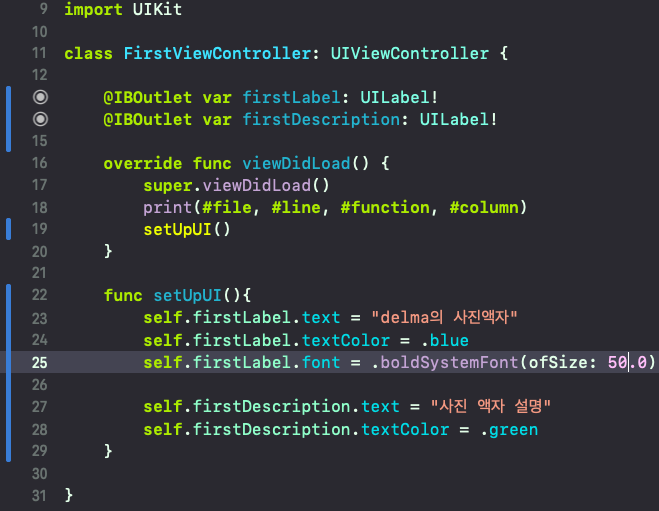 9 import UIKit
10
11 class FirstViewController: UIViewController {
12
@IBOutlet var firstLabel: UILabel!
@IBOutlet var firstDescription: UILabel!
15
16 override func viewDidLoad() {
17 super.viewDidLoad()
18 print(#file, #line, #function, #column)
19 setUpUI()
20 }
21
22 func setUpUI(){
23 self.firstLabel.text = "delma의 사진액자"
24 self.firstLabel.textColor = .blue
25 self.firstLabel.font = .boldSystemFont(ofSize: 50.0)
26
27 self.firstDescription.text = "사진 액자 설명"
28 self.firstDescription.textColor = .green
29 }
30
31 }